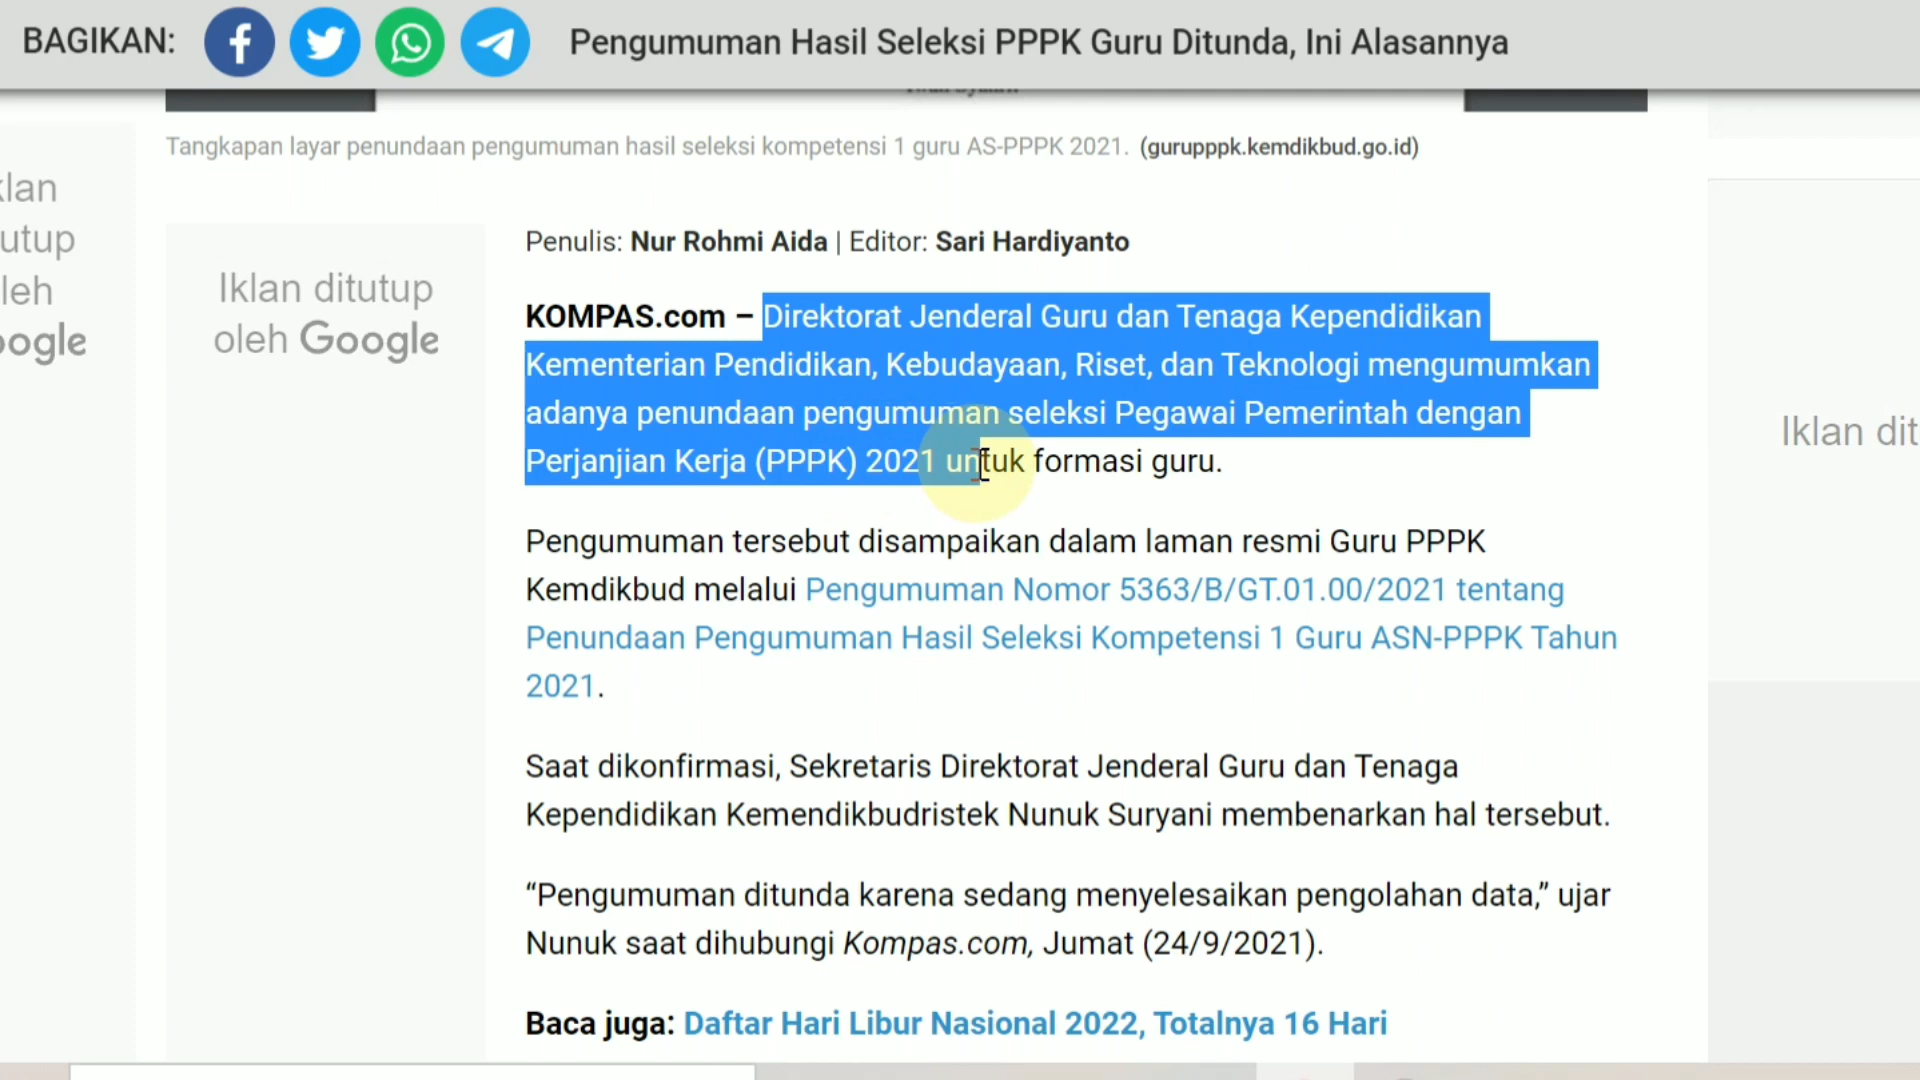 BAGIKAN:
Pengumuman Hasil Seleksi PPPK Guru Ditunda, Ini Alasannya
Tangkapan layar penundaan pengumuman hasil seleksi kompetensi 1 guru AS-PPPK 2021. (gurupppk.kemdikbud.go.id)
Iklan ditutup
oleh Google
Penulis: Nur Rohmi Aida | Editor: Sari Hardiyanto
KOMPAS.com – Direktorat Jenderal Guru dan Tenaga Kependidikan
Kementerian Pendidikan, Kebudayaan, Riset, dan Teknologi mengumumkan
adanya penundaan pengumuman seleksi Pegawai Pemerintah dengan
Perjanjian Kerja (PPPK) 2021 untuk formasi guru.
Pengumuman tersebut disampaikan dalam laman resmi Guru PPPK
Kemdikbud melalui Pengumuman Nomor 5363/B/GT.01.00/2021 tentang
Penundaan Pengumuman Hasil Seleksi Kompetensi 1 Guru ASN-PPPK Tahun
2021.
Saat dikonfirmasi, Sekretaris Direktorat Jenderal Guru dan Tenaga
Kependidikan Kemendikbudristek Nunuk Suryani membenarkan hal tersebut.
“Pengumuman ditunda karena sedang menyelesaikan pengolahan data,” ujar
Nunuk saat dihubungi Kompas.com, Jumat (24/9/2021).
Baca juga: Daftar Hari Libur Nasional 2022, Totalnya 16 Hari
Iklan dit
klan
utup
leh
oogle